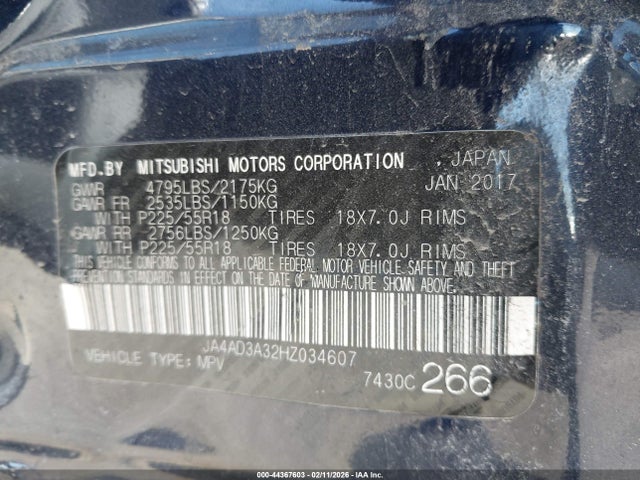 MFD.BY MITSUBISHI MOTORS CORPORATION , JAPAN
GVWR 4795LBS/2175KG JAN 2017
GAWR FR 2535LBS/1150KG
WITH P225/55R18 TIRES 18X7.0J RIMS
GAWR RR 2756LBS/1250KG
WITH P225/55R18 TIRES 18X7.0J RIMS
THIS VEHICLE CONFORMS TO ALL APPLICABLE FEDERAL MOTOR VEHICLE SAFETY AND THEFT
PREVENTION STANDARDS IN EFFECT ON THE DATE OF MANUFACTURE SHOWN ABOVE.
JA4AD3A32HZ034607
VEHICLE TYPE: MPV
7430C 266
00-44367603 - 02/11/2026 - © IAA Holdings, LLC